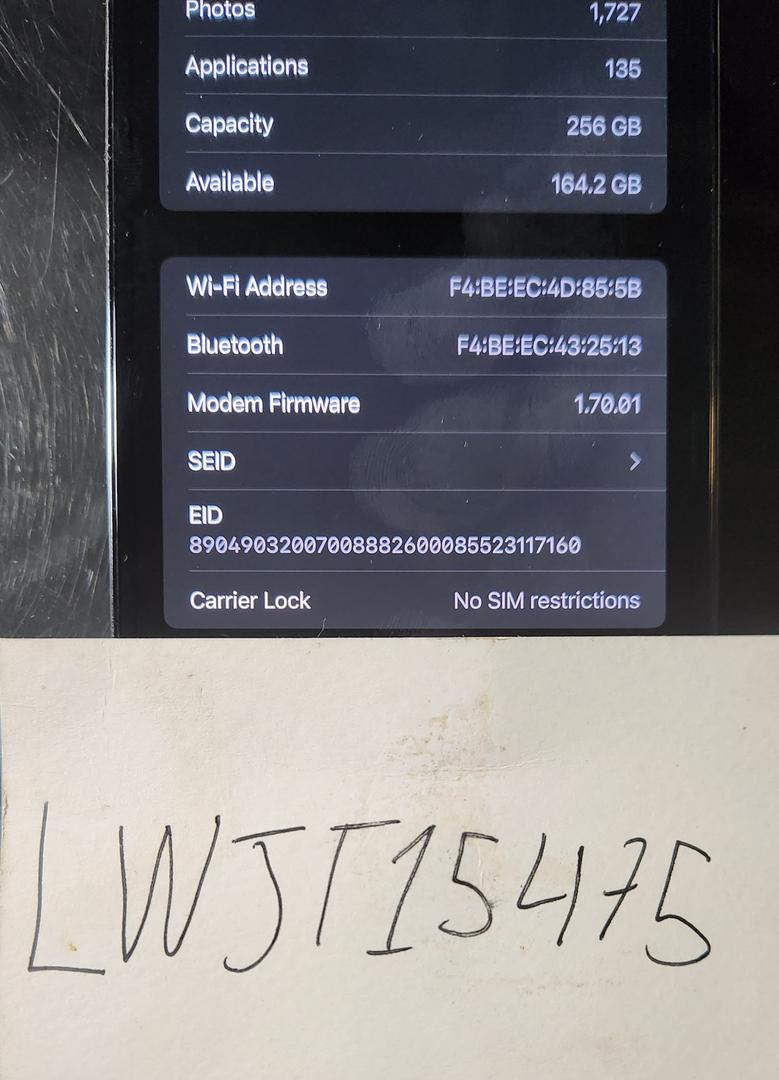 Photos 1,727
Applications 135
Capacity 256 GB
Available 164.2 GB
Wi-Fi Address F4:BE:EC:4D:85:5B
Bluetooth F4:BE:EC:43:25:13
Modem Firmware 1.70.01
SEID
EID
89049032007008882600085523117160
Carrier Lock No SIM restrictions
LWJT15475